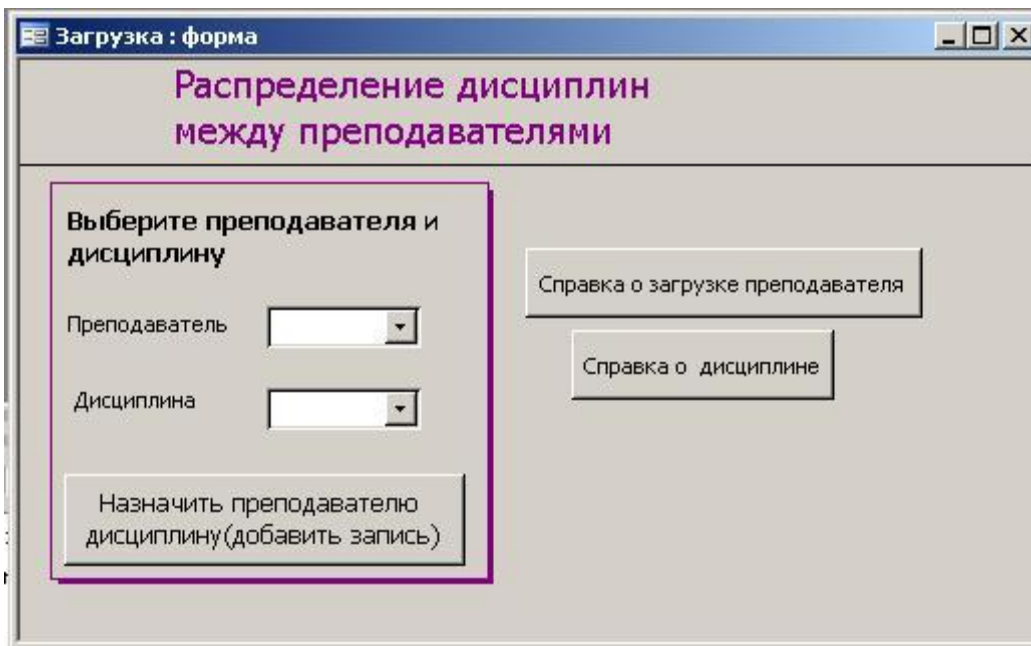 Загрузка : форма
Распределение дисциплин
между преподавателями
Выберите преподавателя и
дисциплину
Преподаватель
Дисциплина
Назначить преподавателю
дисциплину(добавить запись)
Справка о загрузке преподавателя
Справка о дисциплине